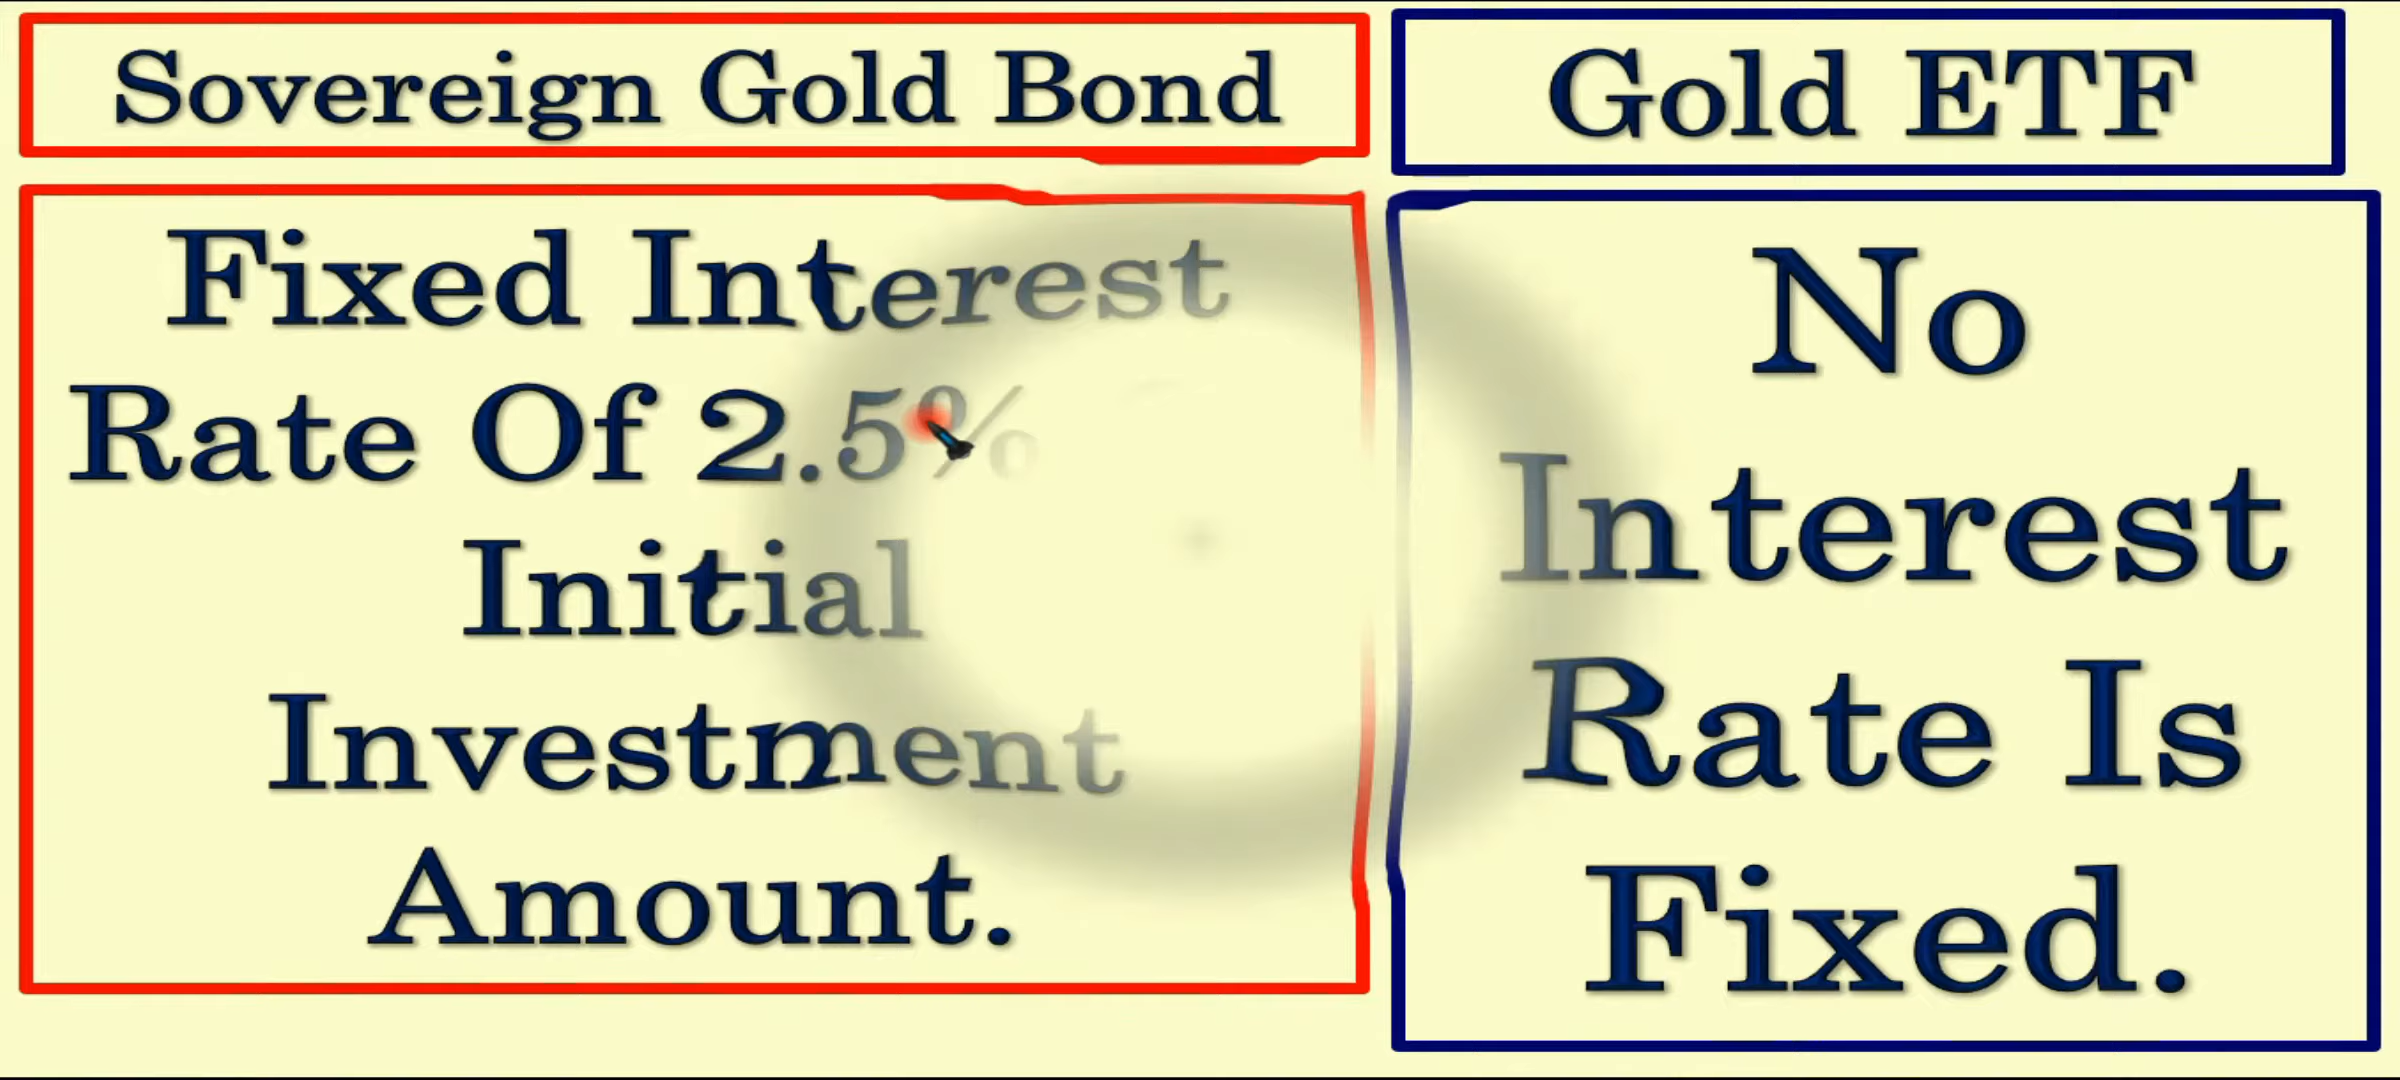 Sovereign Gold Bond
Gold ETF
Fixed Interest
Rate Of 2.5%
Initial
Investment
Amount.
No
Interest
Rate Is
Fixed.